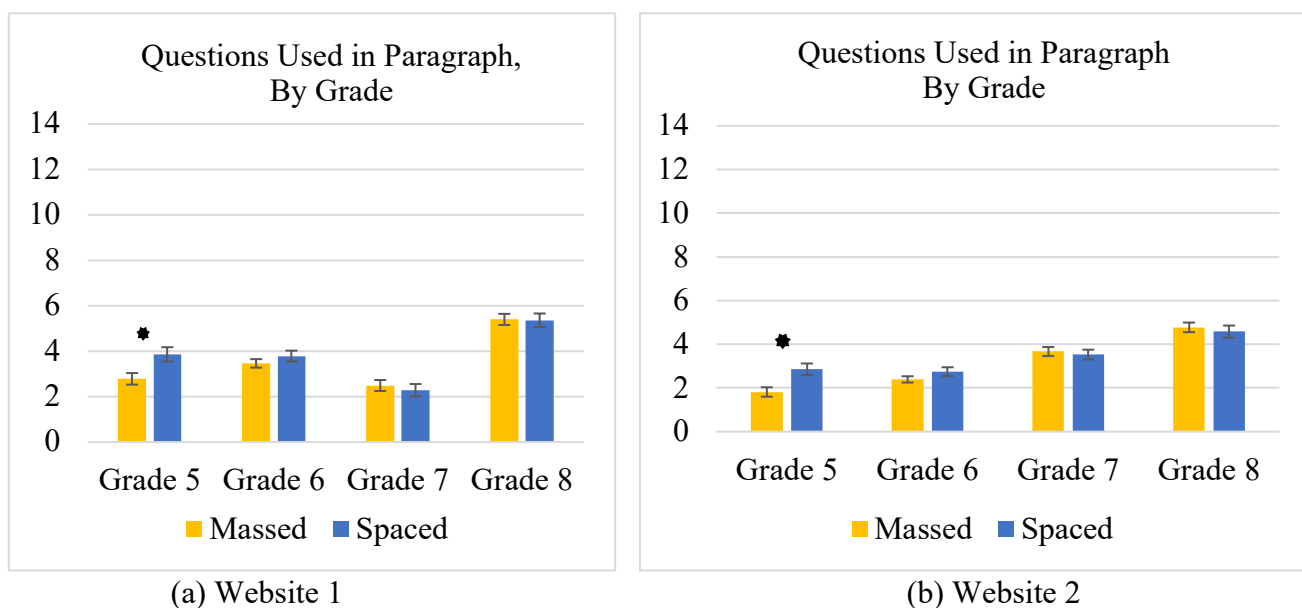 Questions Used in Paragraph,
By Grade
14
12
10
8
6
4
2
0
Grade 5 Grade 6 Grade 7 Grade 8
Massed Spaced
(a) Website 1
Questions Used in Paragraph
By Grade
14
12
10
8
6
4
2
0
Grade 5 Grade 6 Grade 7 Grade 8
Massed Spaced
(b) Website 2